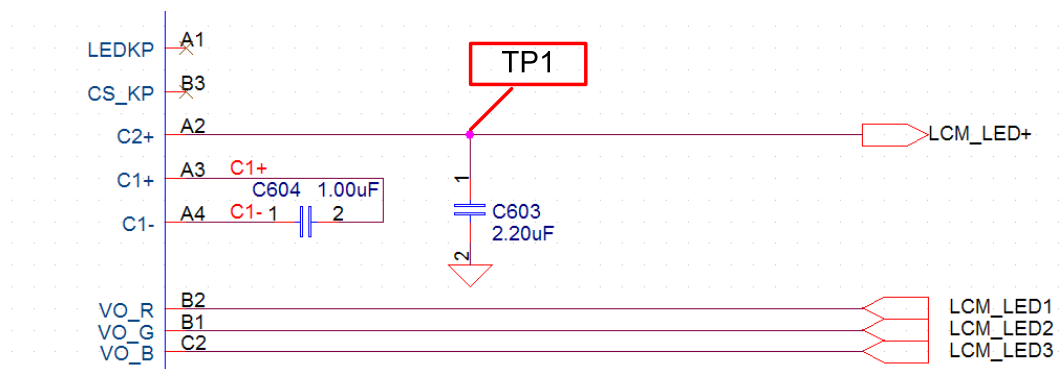 TP1
LEDKP A1
CS_KP B3
C2+ A2 LCM_LED+
C1+ A3 C1+
C604 1.00uF
C1- A4 C1- 1 2
1
C603
2.20uF
2
VO_R B2 LCM_LED1
VO_G B1 LCM_LED2
VO_B C2 LCM_LED3